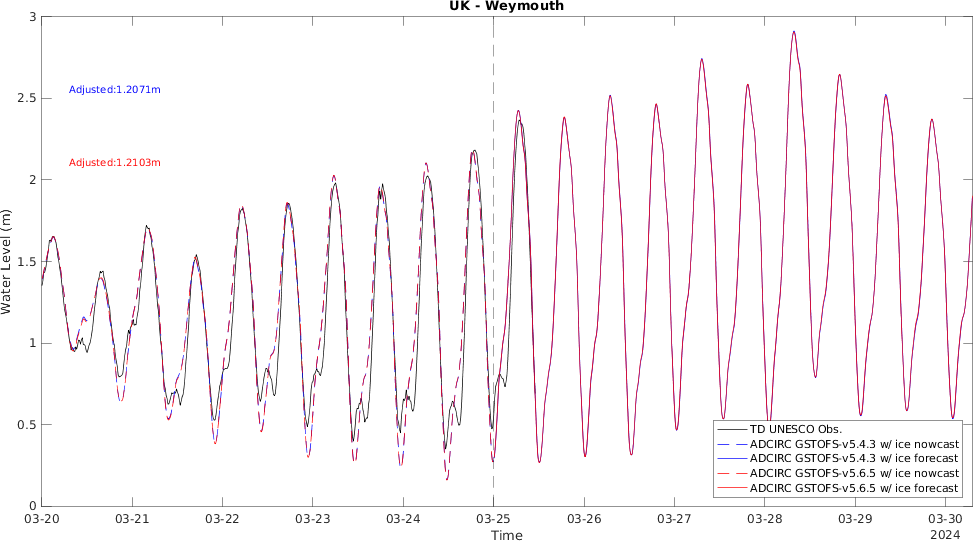 UK - Weymouth
3
2.5
2
1.5
1
0.5
0
Water Level (m)
Adjusted:1.2071m
Adjusted:1.2103m
TD UNESCO Obs.
ADCIRC GSTOFS-v5.4.3 w/ ice nowcast
ADCIRC GSTOFS-v5.4.3 w/ ice forecast
ADCIRC GSTOFS-v5.6.5 w/ ice nowcast
ADCIRC GSTOFS-v5.6.5 w/ ice forecast
03-20 03-21 03-22 03-23 03-24 03-25 03-26 03-27 03-28 03-29 03-30
Time
2024